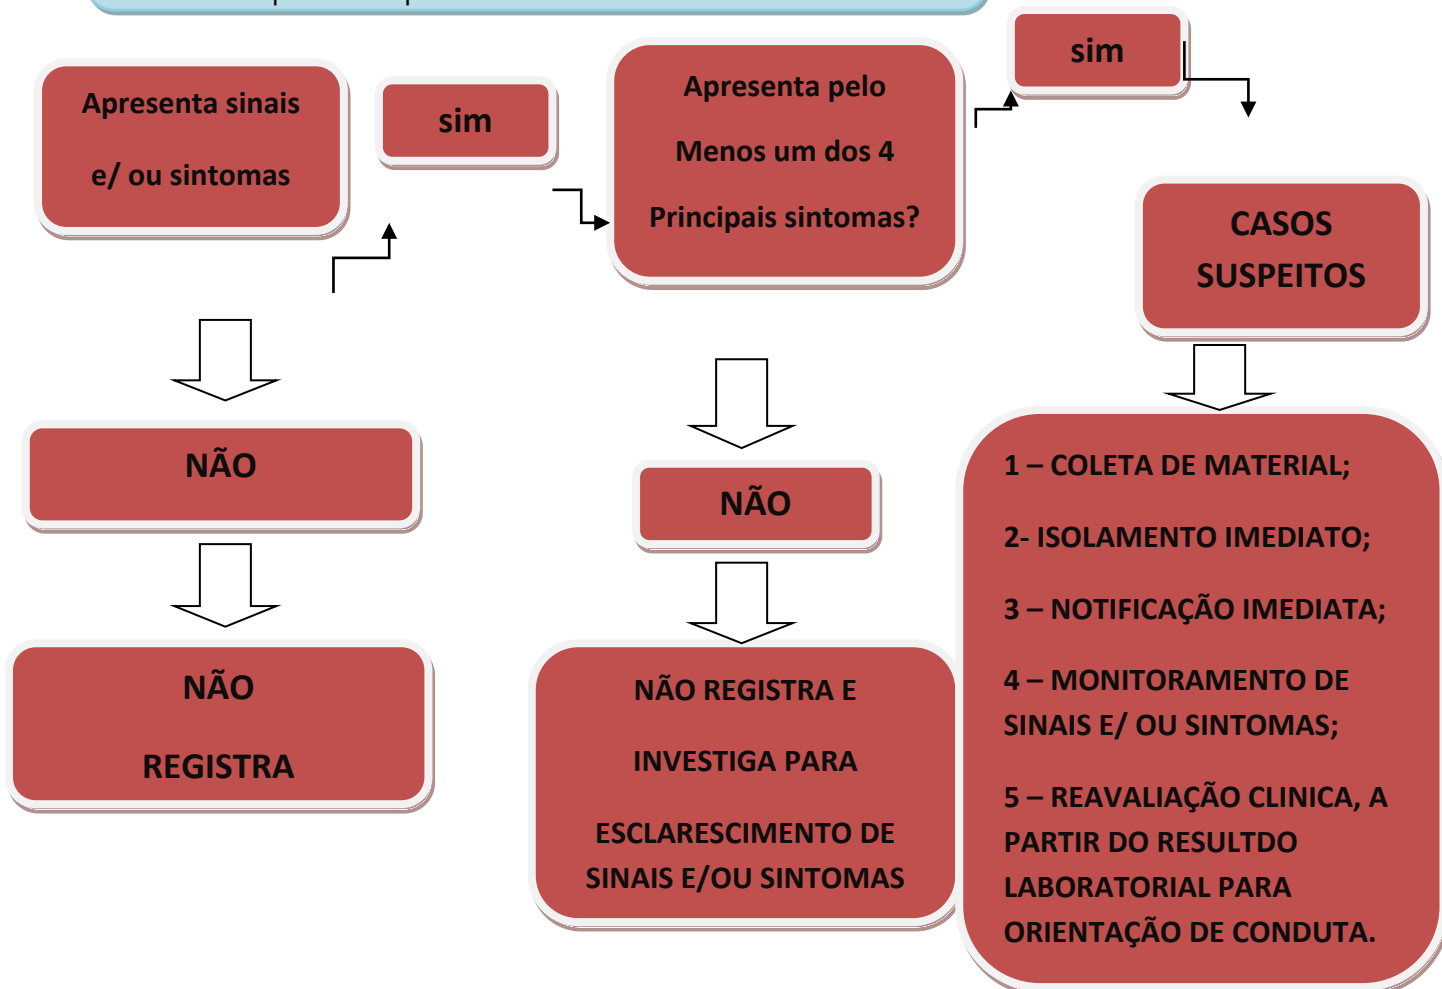 Apresenta sinais
e/ ou sintomas
sim
Apresenta pelo
Menos um dos 4
Principais sintomas?
sim
CASOS
SUSPEITOS
NÃO
NÃO
REGISTRA
NÃO
NÃO REGISTRA E
INVESTIGA PARA
ESCLARESCIMENTO DE
SINAIS E/OU SINTOMAS
1 – COLETA DE MATERIAL;
2- ISOLAMENTO IMEDIATO;
3 – NOTIFICAÇÃO IMEDIATA;
4 – MONITORAMENTO DE
SINAIS E/ OU SINTOMAS;
5 – REAVALIAÇÃO CLINICA, A
PARTIR DO RESULTDO
LABORATORIAL PARA
ORIENTAÇÃO DE CONDUTA.